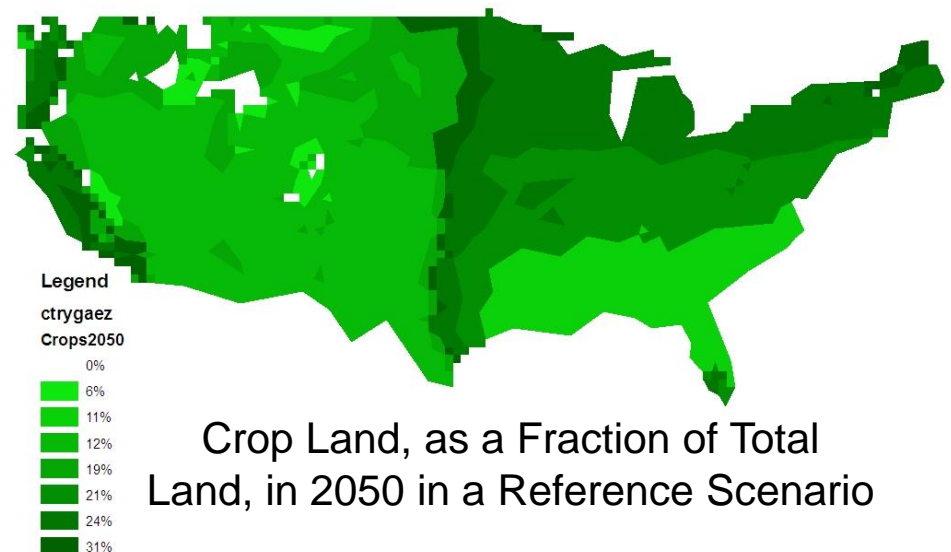 Legend
ctrygaez
Crops2050
0%
6%
11%
12%
19%
21%
24%
31%
Crop Land, as a Fraction of Total
Land, in 2050 in a Reference Scenario